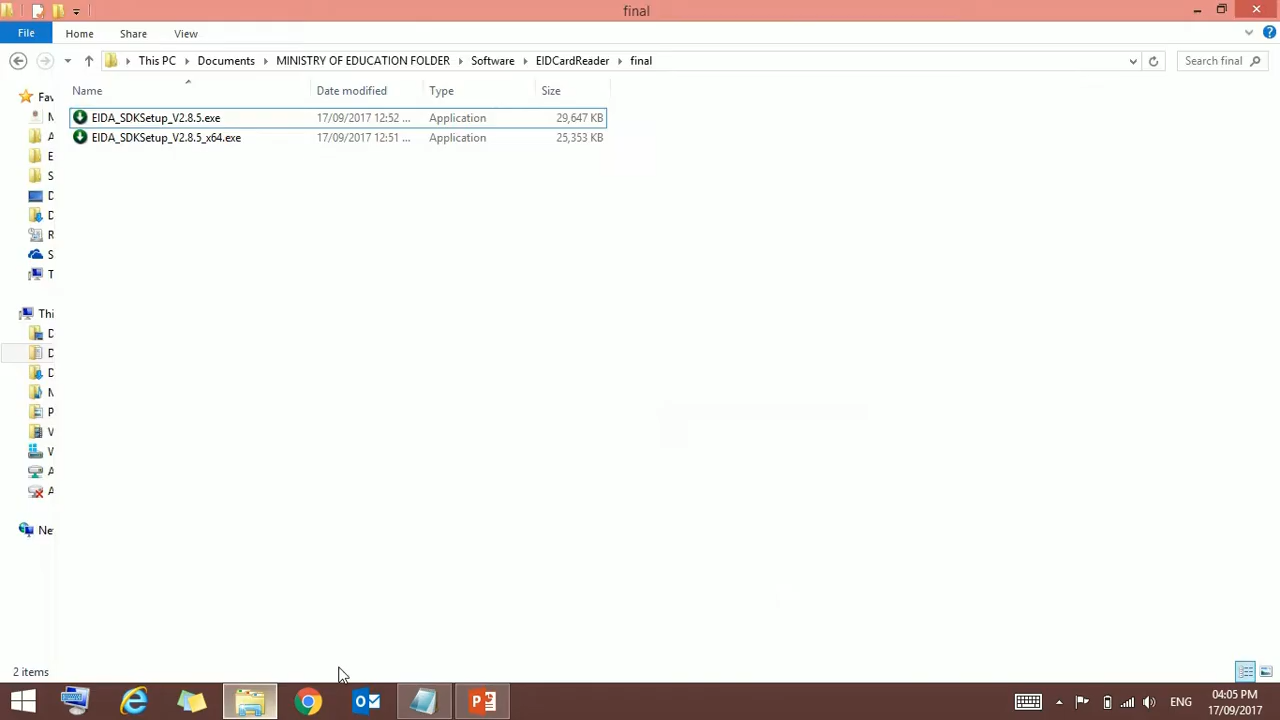 final
File Home Share View
This PC Documents MINISTRY OF EDUCATION FOLDER Software EIDCardReader final Search final
Name Date modified Type Size
EIDA_SDKSetup_V2.8.5.exe 17/09/2017 12:52 ... Application 29,647 KB
EIDA_SDKSetup_V2.8.5_x64.exe 17/09/2017 12:51 ... Application 25,353 KB
Fav
A
E
S
D
D
R
S
T
Thi
D
D
D
P
V
A
A
Ne
2 items
ENG 04:05 PM
17/09/2017